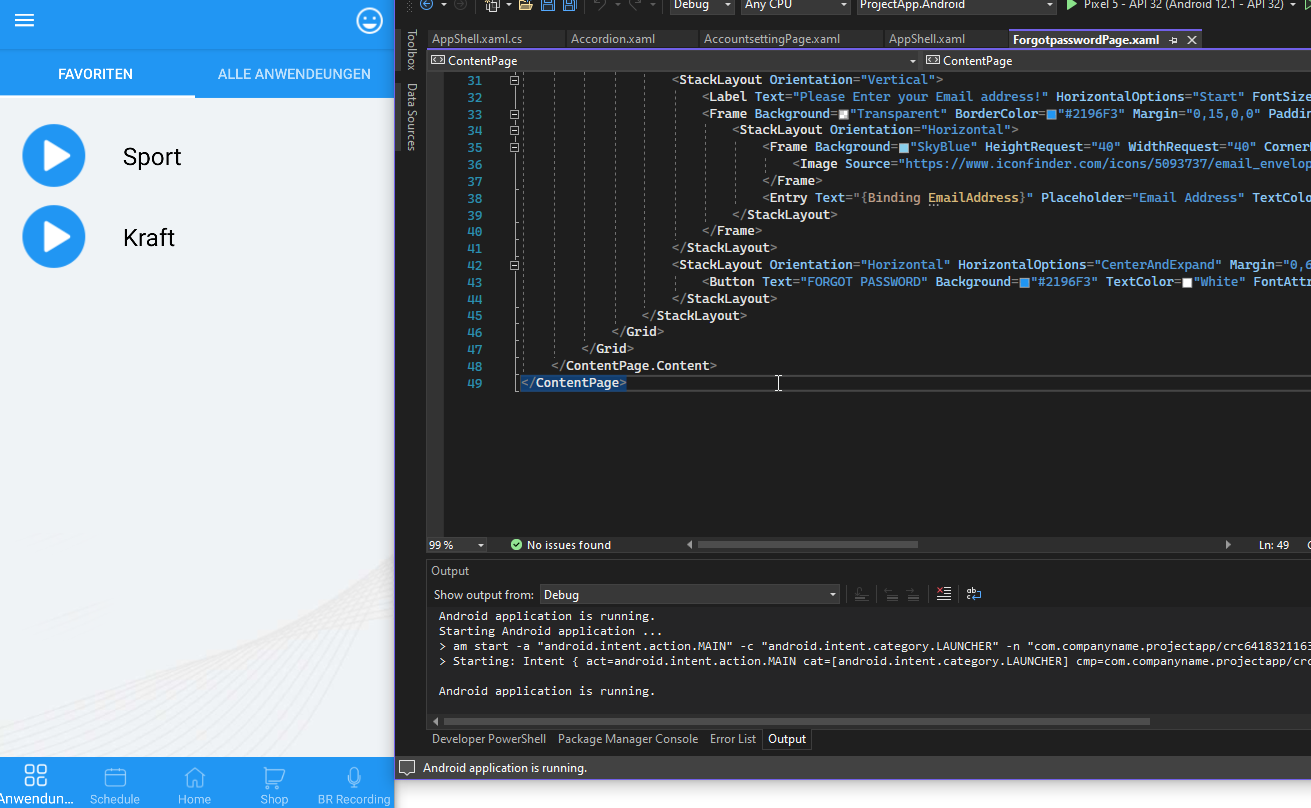 FAVORITEN
ALLE ANWENDEUNGEN
Sport
Kraft
Anwendun...
Schedule
Home
Shop
BR Recording
Debug
Any CPU
ProjectApp.Android
Pixel 5 - API 32 (Android 12.1 - API 32)
Toolbox
Data Sources
AppShell.xaml.cs
Accordion.xaml
AccountsettingPage.xaml
AppShell.xaml
ForgotpasswordPage.xaml
ContentPage
ContentPage
31 <StackLayout Orientation="Vertical">
32 <Label Text="Please Enter your Email address!" HorizontalOptions="Start" FontSize
33 <Frame Background="Transparent" BorderColor="#2196F3" Margin="0,15,0,0" Paddin
34 <StackLayout Orientation="Horizontal">
35 <Frame Background="SkyBlue" HeightRequest="40" WidthRequest="40" Corner
36 <Image Source="https://www.iconfinder.com/icons/5093737/email_envelop
37 </Frame>
38 <Entry Text="{Binding EmailAddress}" Placeholder="Email Address" TextColo
39 </StackLayout>
40 </Frame>
41 </StackLayout>
42 <StackLayout Orientation="Horizontal" HorizontalOptions="CenterAndExpand" Margin="0,6
43 <Button Text="FORGOT PASSWORD" Background="#2196F3" TextColor="White" FontAttr
44 </StackLayout>
45 </StackLayout>
46 </Grid>
47 </Grid>
48 </ContentPage.Content>
49 </ContentPage>
99 %
No issues found
Ln: 49
Output
Show output from:
Debug
Android application is running.
Starting Android application ...
> am start -a "android.intent.action.MAIN" -c "android.intent.category.LAUNCHER" -n "com.companyname.projectapp/crc6418321163
> Starting: Intent { act=android.intent.action.MAIN cat=[android.intent.category.LAUNCHER] cmp=com.companyname.projectapp/crc
Android application is running.
Developer PowerShell
Package Manager Console
Error List
Output
Android application is running.